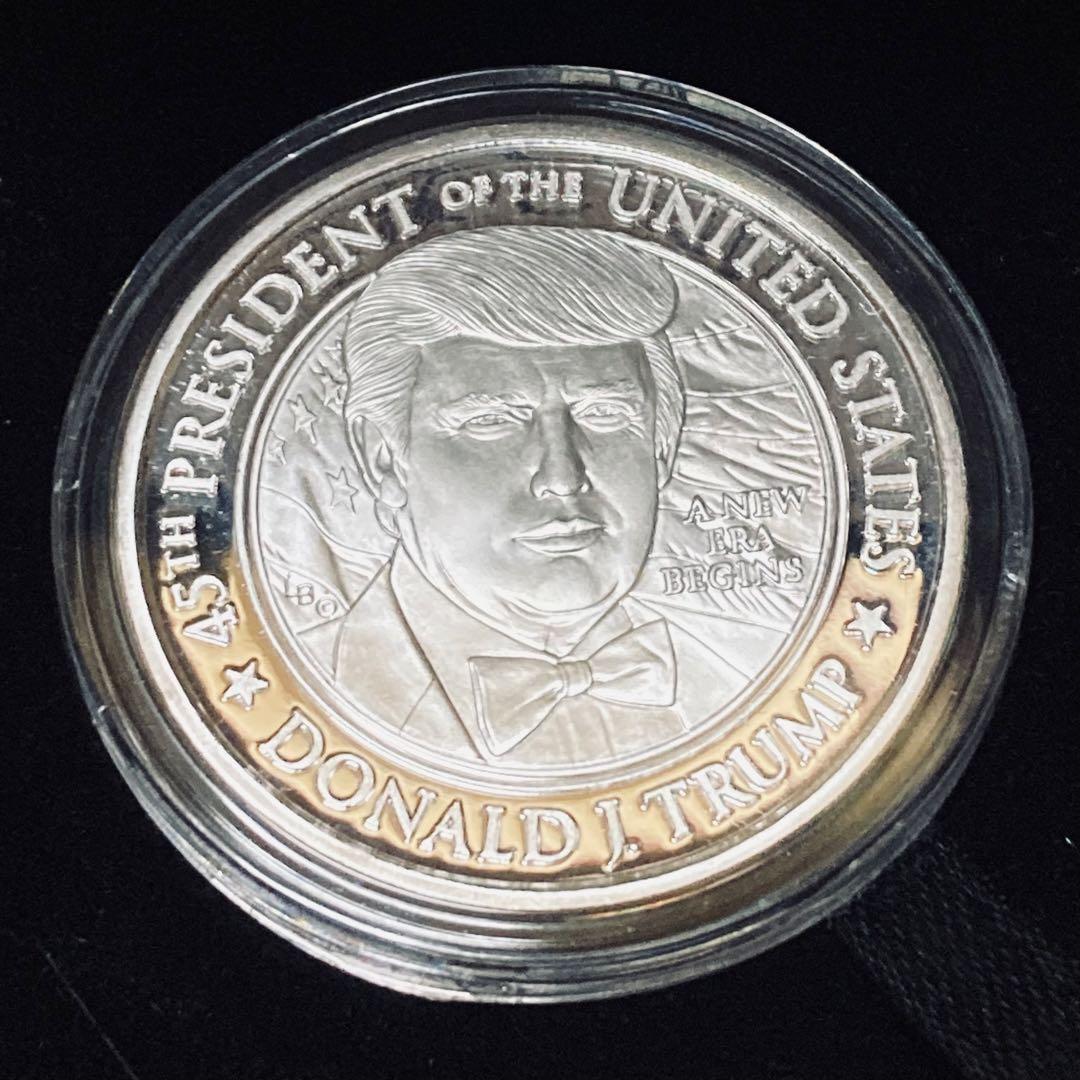 45TH PRESIDENT OF THE UNITED STATES
A NEW
ERA
BEGINS
DONALD J. TRUMP